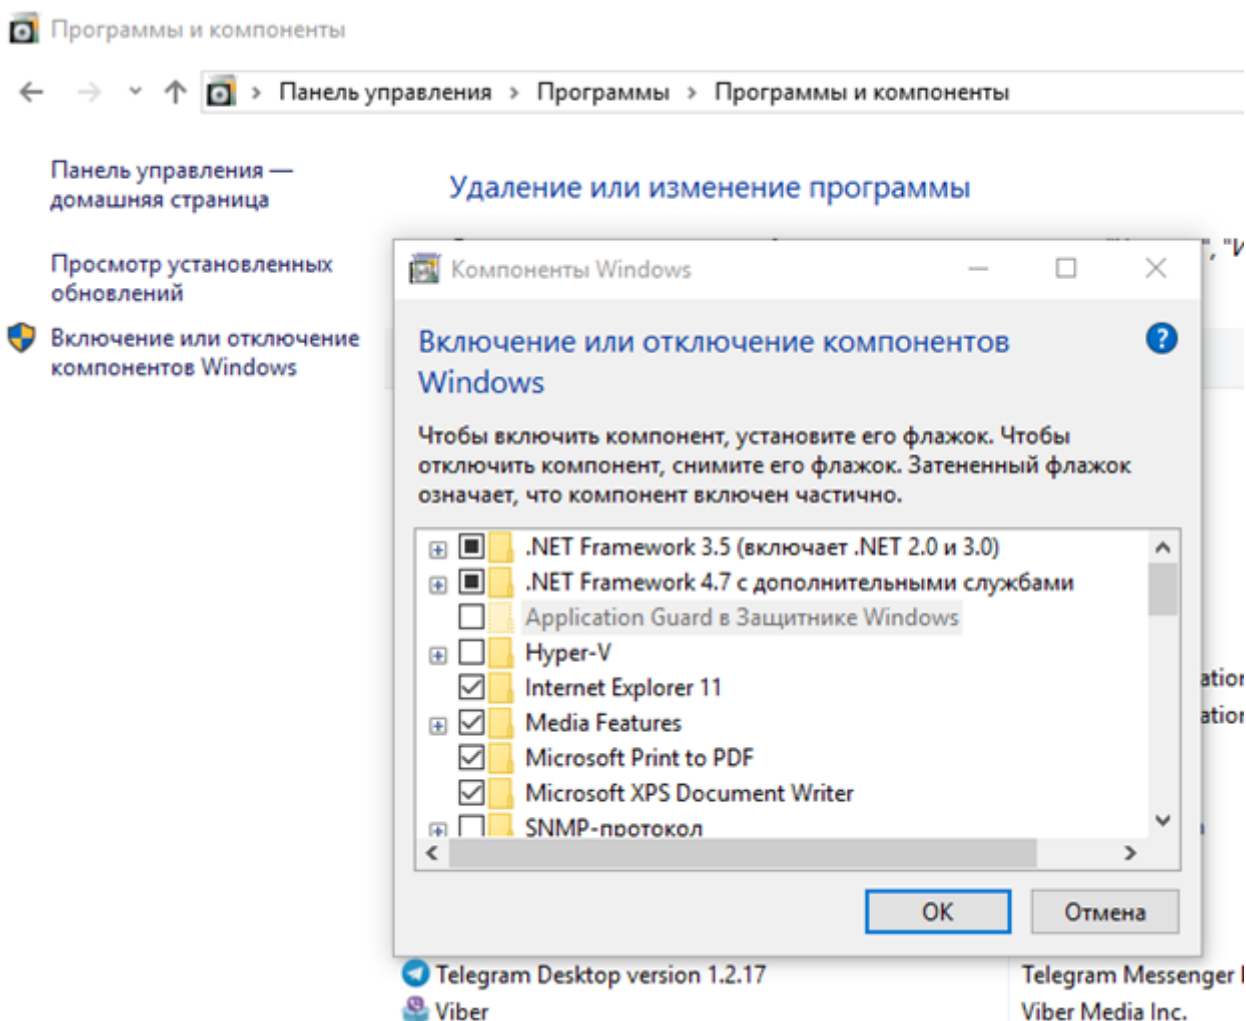 Программы и компоненты
Панель управления > Программы > Программы и компоненты
Панель управления —
домашняя страница
Просмотр установленных
обновлений
Включение или отключение
компонентов Windows
Удаление или изменение программы
", "И
Компоненты Windows
Включение или отключение компонентов
Windows
?
Чтобы включить компонент, установите его флажок. Чтобы
отключить компонент, снимите его флажок. Затененный флажок
означает, что компонент включен частично.
.NET Framework 3.5 (включает .NET 2.0 и 3.0)
.NET Framework 4.7 с дополнительными службами
Application Guard в Защитнике Windows
Hyper-V
Internet Explorer 11
Media Features
Microsoft Print to PDF
Microsoft XPS Document Writer
SNMP-протокол
ation
ation
ОК
Отмена
Telegram Desktop version 1.2.17
Telegram Messenger
Viber
Viber Media Inc.